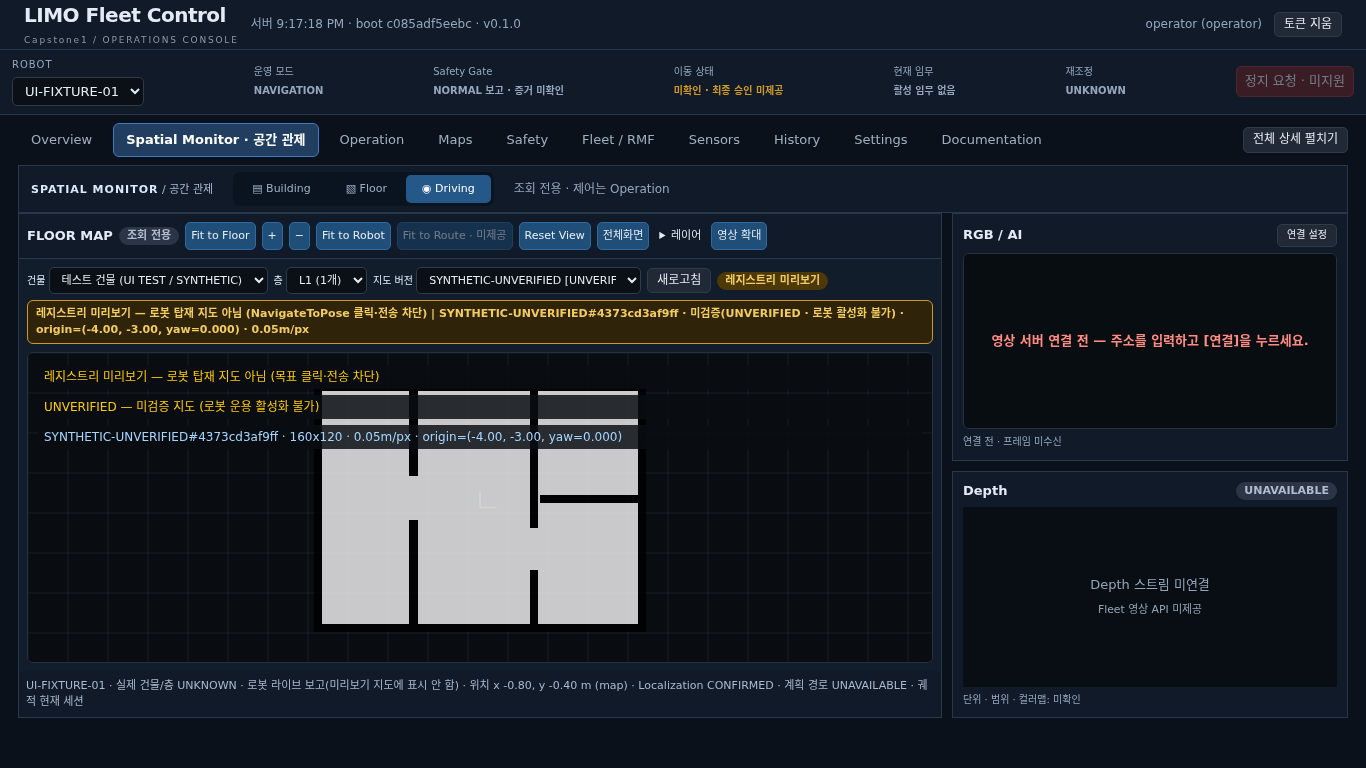 LIMO Fleet Control
Capstone1 / OPERATIONS CONSOLE
서버 9:17:18 PM · boot c085adf5eebc · v0.1.0
operator (operator)
토큰 지움
ROBOT
UI-FIXTURE-01
운영 모드
NAVIGATION
Safety Gate
NORMAL 보고 · 증거 미확인
이동 상태
미확인 · 최종 승인 미제공
현재 임무
활성 임무 없음
재조정
UNKNOWN
정지 요청 · 미지원
Overview
Spatial Monitor · 공간 관제
Operation
Maps
Safety
Fleet / RMF
Sensors
History
Settings
Documentation
전체 상세 펼치기
SPATIAL MONITOR / 공간 관제
▤ Building
▧ Floor
◉ Driving
조회 전용 · 제어는 Operation
FLOOR MAP
조회 전용
Fit to Floor
+
−
Fit to Robot
Fit to Route · 미제공
Reset View
전체화면
▶ 레이어
영상 확대
건물
테스트 건물 (UI TEST / SYNTHETIC)
층
L1 (1개)
지도 버전
SYNTHETIC-UNVERIFIED [UNVERIF
새로고침
레지스트리 미리보기
레지스트리 미리보기 — 로봇 탑재 지도 아님 (NavigateToPose 클릭·전송 차단) | SYNTHETIC-UNVERIFIED#4373cd3af9ff · 미검증(UNVERIFIED · 로봇 활성화 불가) ·
origin=(-4.00, -3.00, yaw=0.000) · 0.05m/px
레지스트리 미리보기 — 로봇 탑재 지도 아님 (목표 클릭·전송 차단)
UNVERIFIED — 미검증 지도 (로봇 운용 활성화 불가)
SYNTHETIC-UNVERIFIED#4373cd3af9ff · 160x120 · 0.05m/px · origin=(-4.00, -3.00, yaw=0.000)
UI-FIXTURE-01 · 실제 건물/층 UNKNOWN · 로봇 라이브 보고(미리보기 지도에 표시 안 함) · 위치 x -0.80, y -0.40 m (map) · Localization CONFIRMED · 계획 경로 UNAVAILABLE · 궤
적 현재 세션
RGB / AI
연결 설정
영상 서버 연결 전 — 주소를 입력하고 [연결]을 누르세요.
연결 전 · 프레임 미수신
Depth
UNAVAILABLE
Depth 스트림 미연결
Fleet 영상 API 미제공
단위 · 범위 · 컬러맵: 미확인